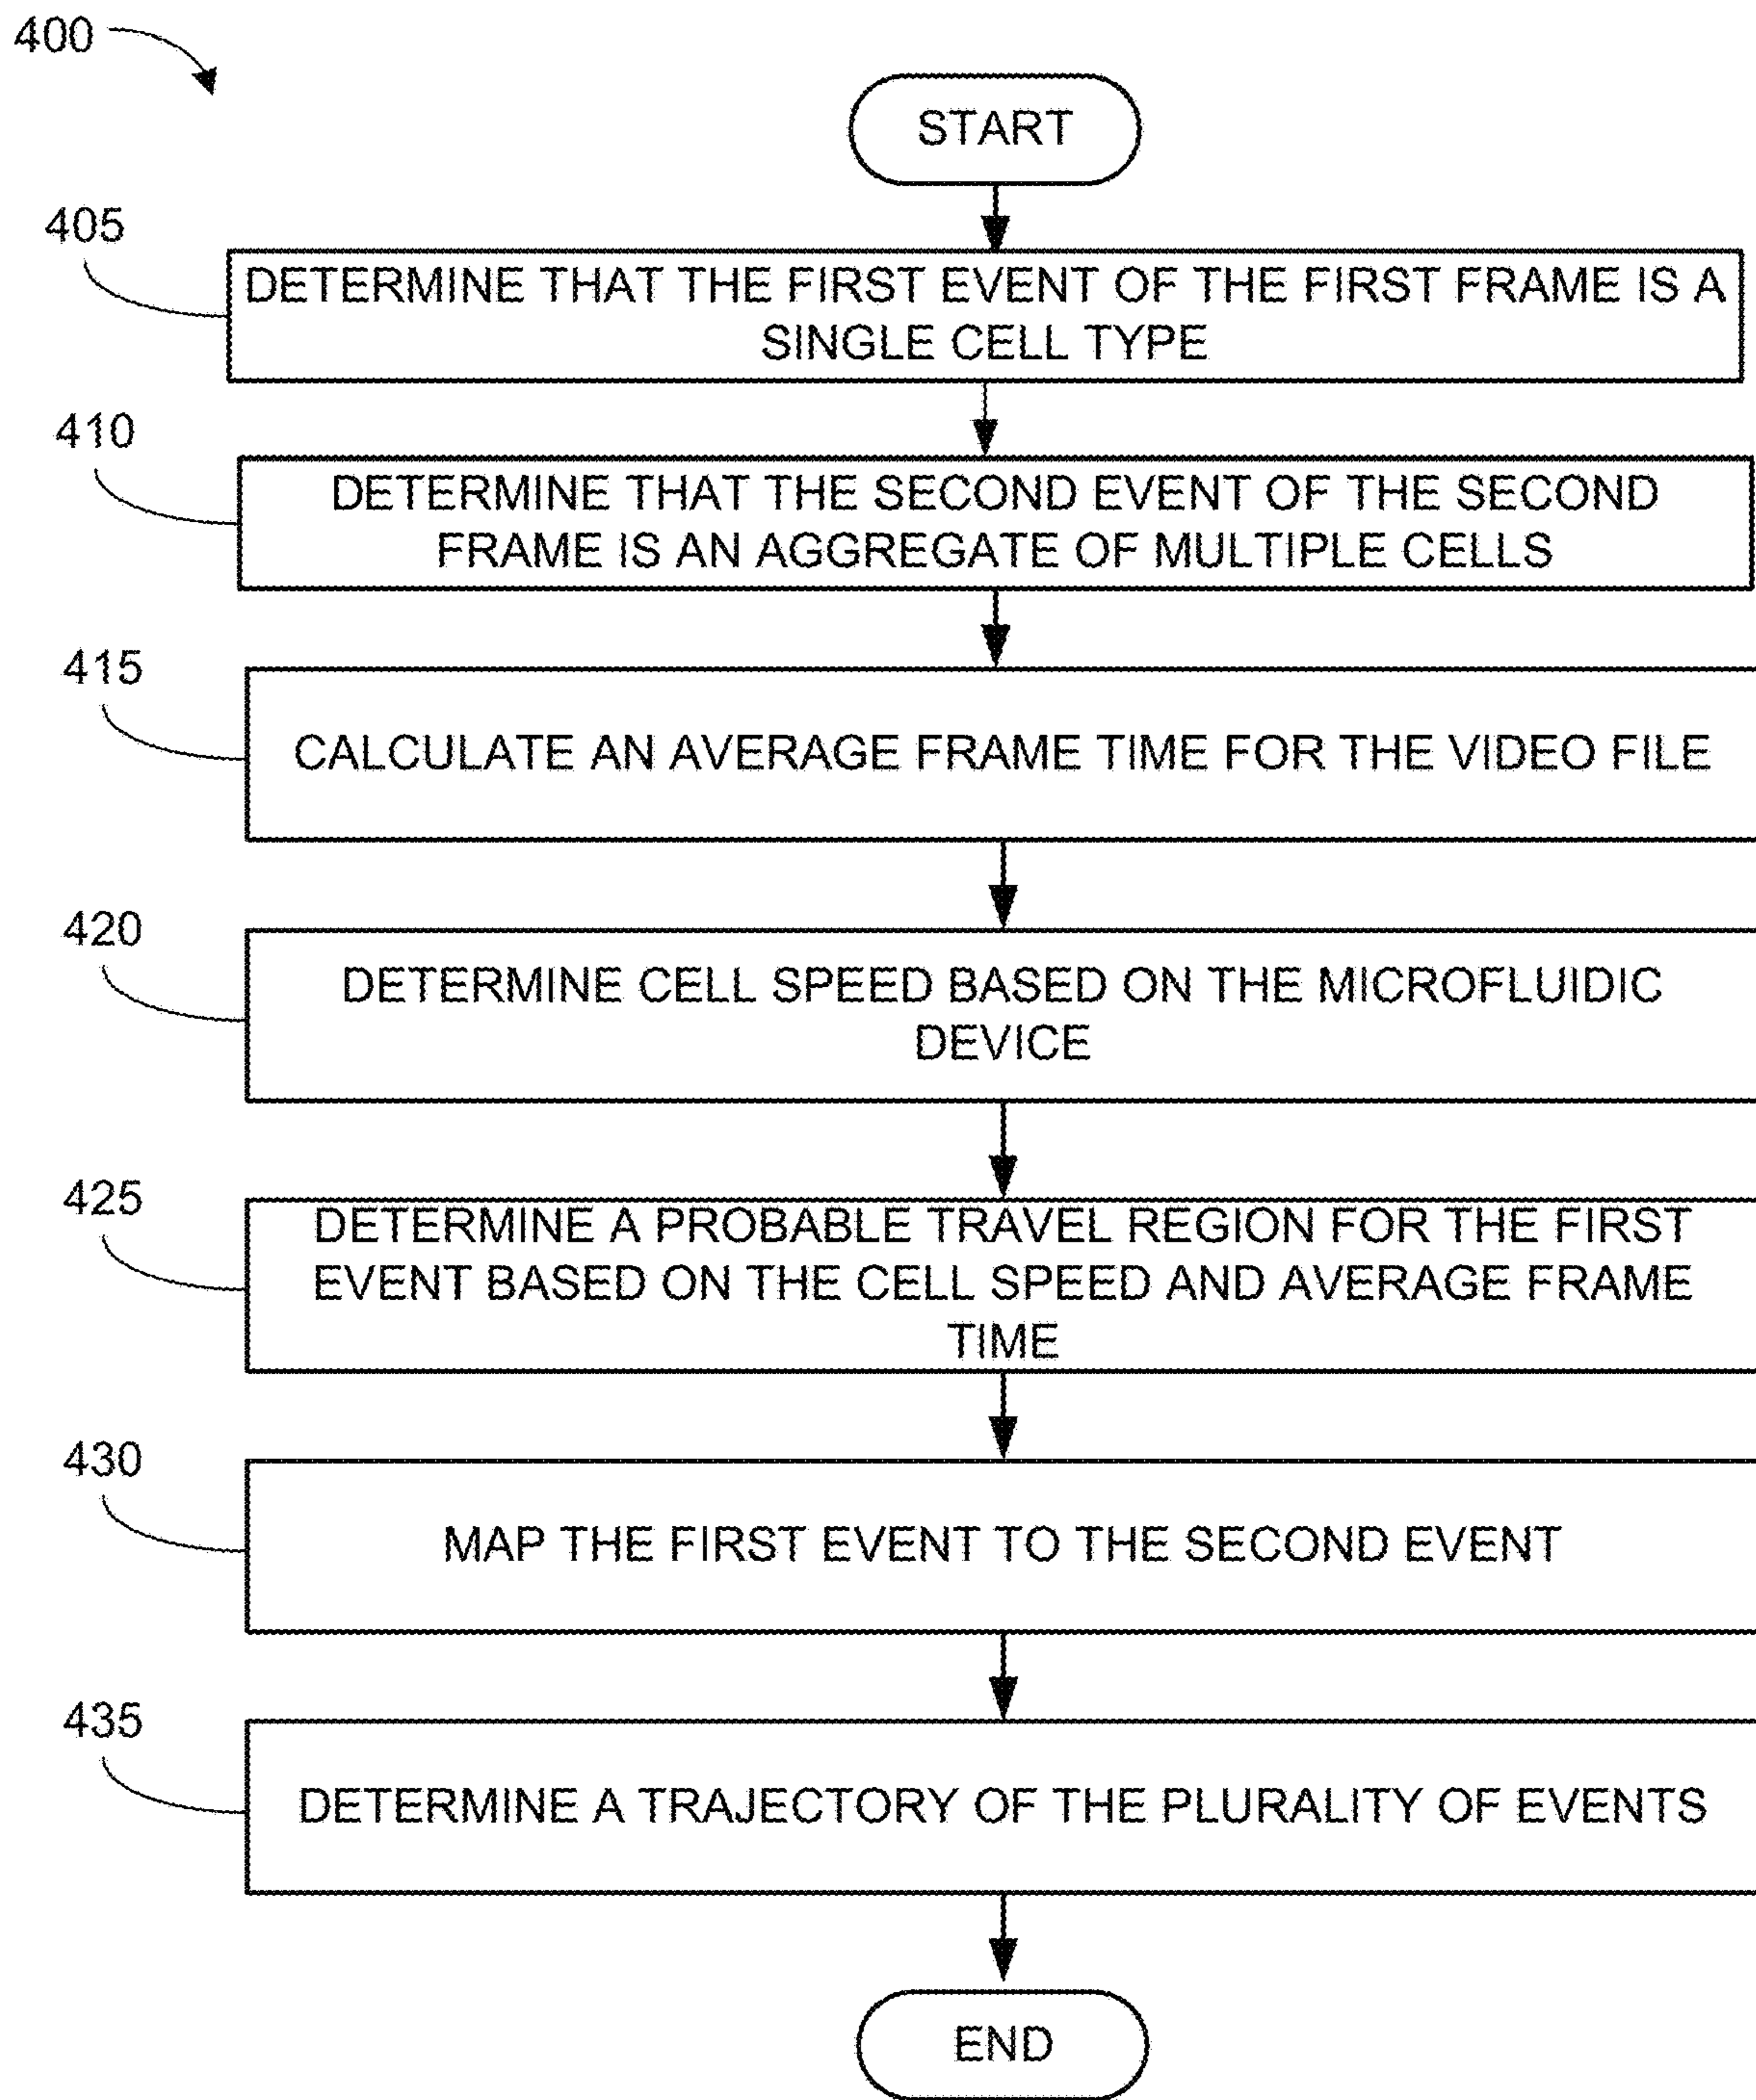 400
START
405
DETERMINE THAT THE FIRST EVENT OF THE FIRST FRAME IS A
SINGLE CELL TYPE
410
DETERMINE THAT THE SECOND EVENT OF THE SECOND
FRAME IS AN AGGREGATE OF MULTIPLE CELLS
415
CALCULATE AN AVERAGE FRAME TIME FOR THE VIDEO FILE
420
DETERMINE CELL SPEED BASED ON THE MICROFLUIDIC
DEVICE
425
DETERMINE A PROBABLE TRAVEL REGION FOR THE FIRST
EVENT BASED ON THE CELL SPEED AND AVERAGE FRAME
TIME
430
MAP THE FIRST EVENT TO THE SECOND EVENT
435
DETERMINE A TRAJECTORY OF THE PLURALITY OF EVENTS
END